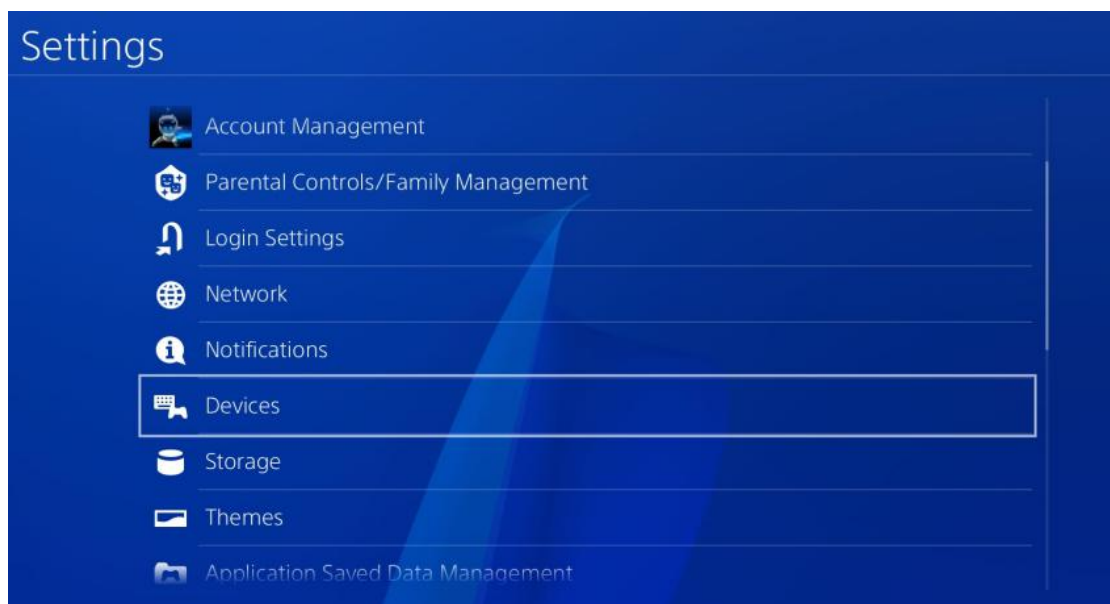 Settings
Account Management
Parental Controls/Family Management
Login Settings
Network
Notifications
Devices
Storage
Themes
Application Saved Data Management